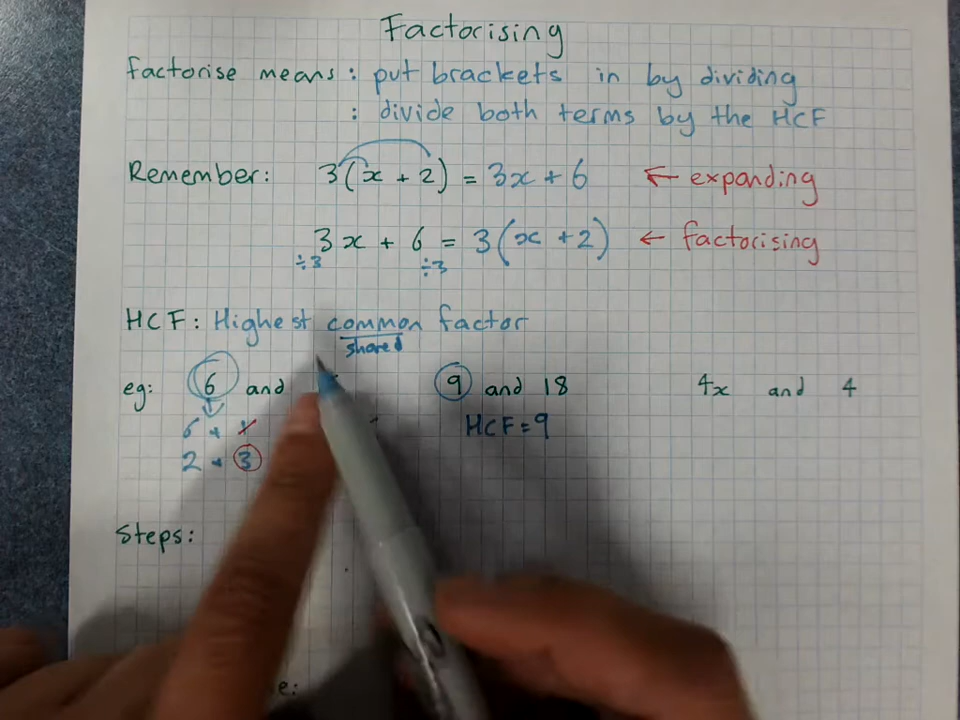 Factorising
factorise means: put brackets in by dividing
: divide both terms by the HCF
Remember: 3(x + 2) = 3x + 6 ← expanding
3x + 6 = 3(x + 2) ← factorising
÷3 ÷3
HCF: Highest common factor
shared
eg: 6 and 9 and 18 4x and 4
6 * 1 HCF = 9
2 * 3
Steps:
e: